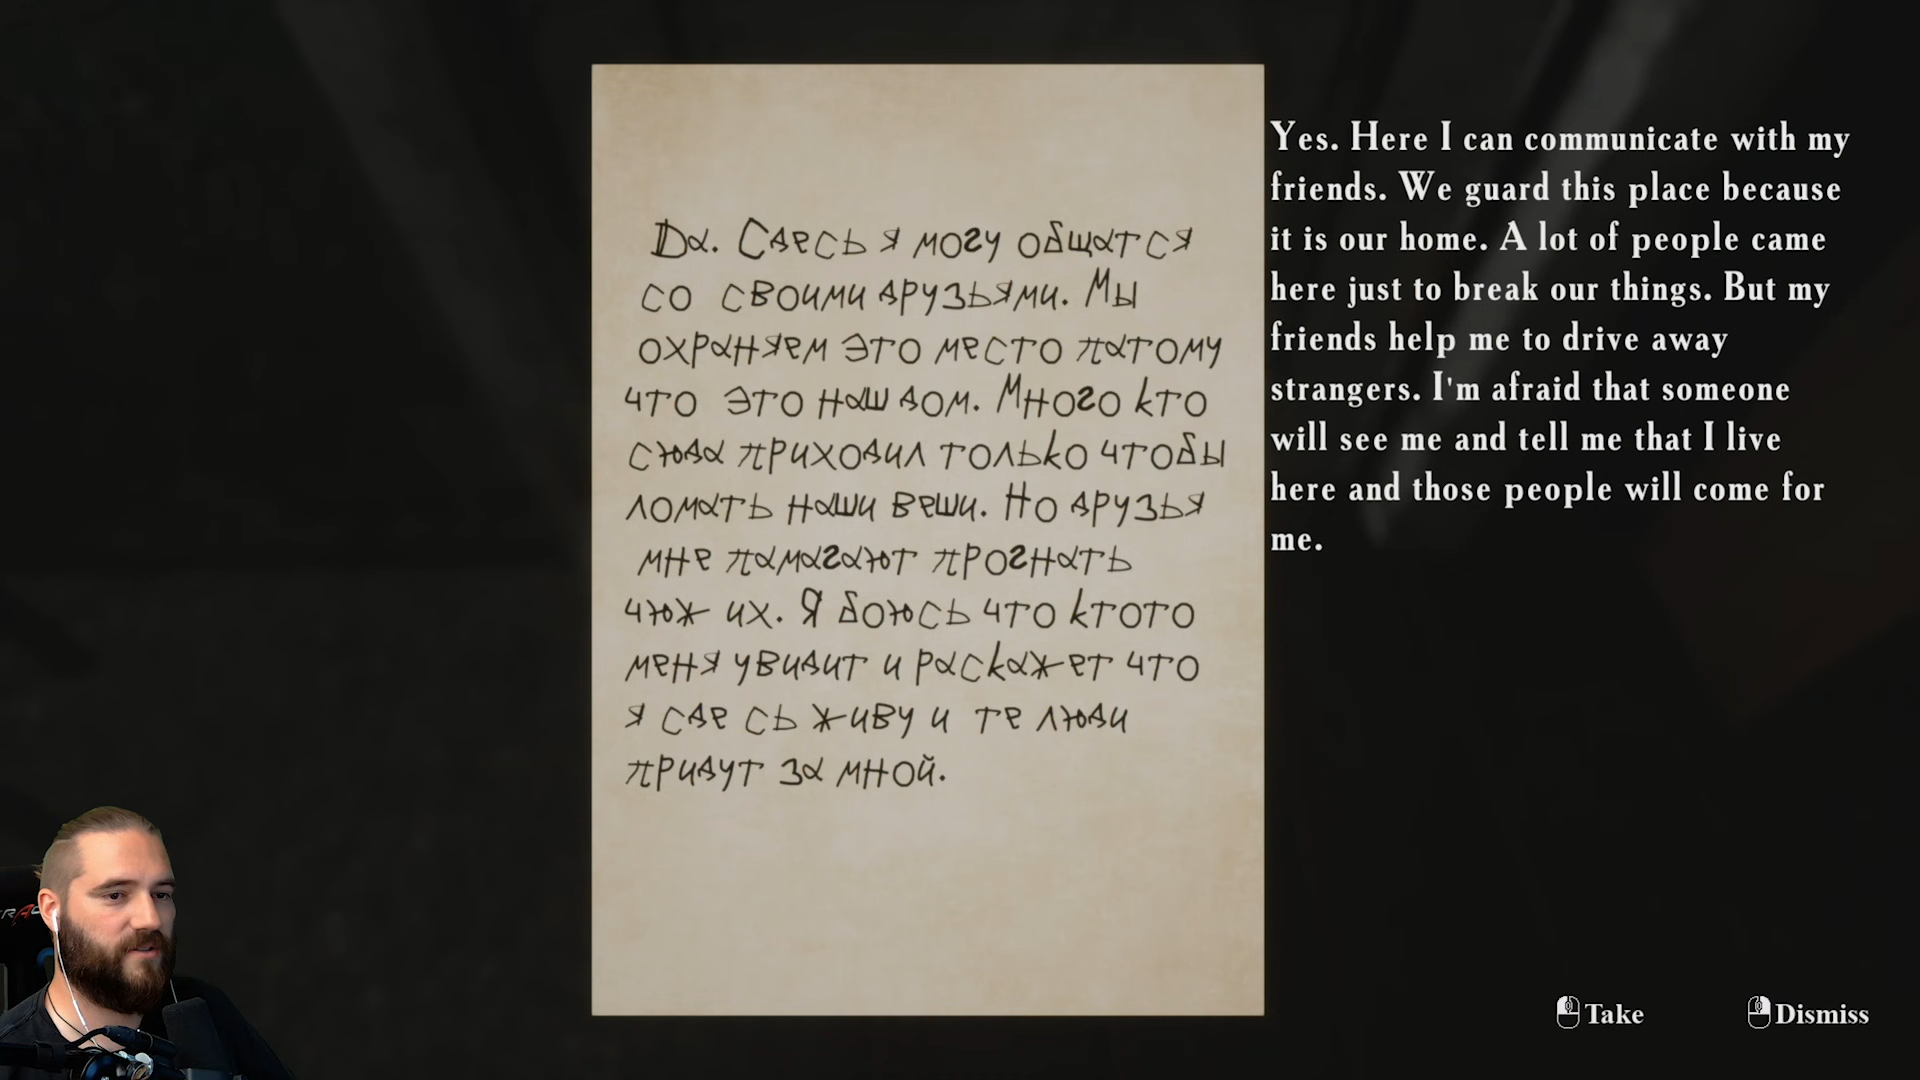 Да. Сдесь я могу общатся
со своими друзьями. Мы
охраняем это место патому
что это наш дом. Много кто
сюда приходил только чтобы
ломать наши веши. Но друзья
мне памагают прогнать
чюж их. Я боюсь что ктото
меня увидит и раскажет что
я сде сь живу и те люди
придут за мной.
Yes. Here I can communicate with my
friends. We guard this place because
it is our home. A lot of people came
here just to break our things. But my
friends help me to drive away
strangers. I'm afraid that someone
will see me and tell me that I live
here and those people will come for
me.
Take
Dismiss